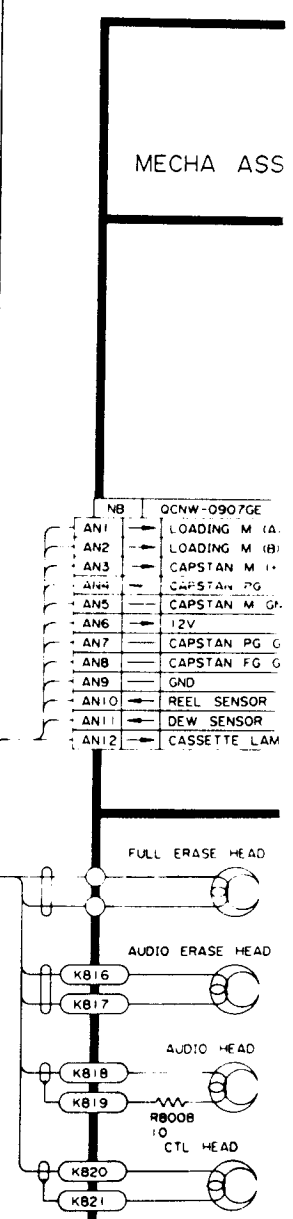 MECHA ASS
NB QCNW-0907GE
AN1 LOADING M (A
AN2 LOADING M (B)
AN3 CAPSTAN M (+
AN4 CAPSTAN PG
AN5 CAPSTAN M GN
AN6 12V
AN7 CAPSTAN PG G
AN8 CAPSTAN FG G
AN9 GND
AN10 REEL SENSOR
AN11 DEW SENSOR
AN12 CASSETTE LAM
FULL ERASE HEAD
AUDIO ERASE HEAD
K816
K817
AUDIO HEAD
K818
K819
R8008
10
CTL HEAD
K820
K821